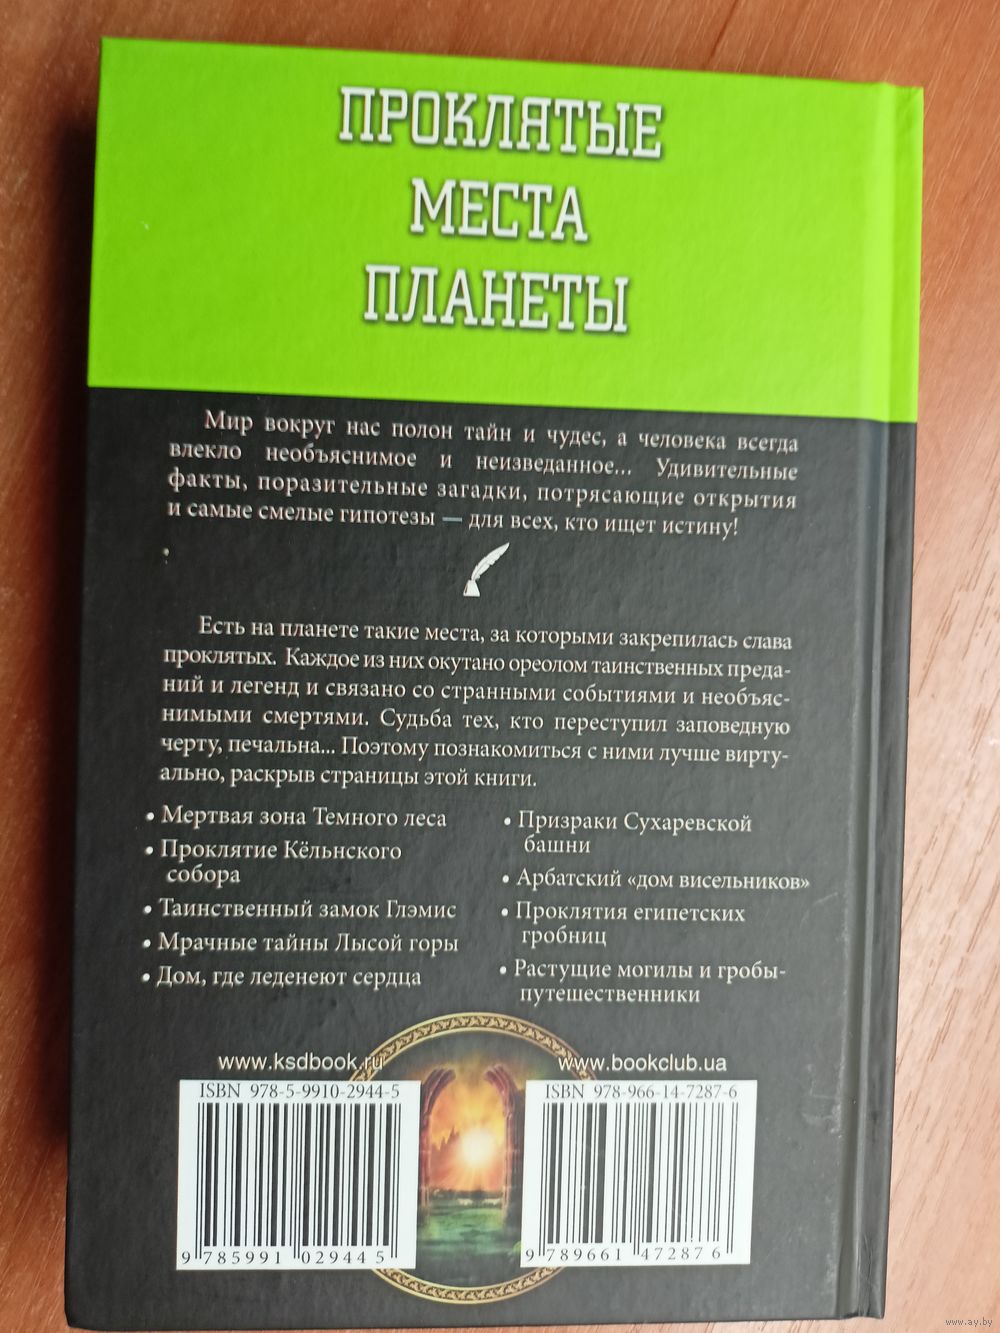 ПРОКЛЯТЫЕ
МЕСТА
ПЛАНЕТЫ
Мир вокруг нас полон тайн и чудес, а человека всегда
влекло необъяснимое и неизведанное... Удивительные
факты, поразительные загадки, потрясающие открытия
и самые смелые гипотезы — для всех, кто ищет истину!
Есть на планете такие места, за которыми закрепилась слава
проклятых. Каждое из них окутано ореолом таинственных преда-
ний и легенд и связано со странными событиями и необъяс-
нимыми смертями. Судьба тех, кто переступил заповедную
черту, печальна... Поэтому познакомиться с ними лучше вирту-
ально, раскрыв страницы этой книги.
• Мертвая зона Темного леса
• Проклятие Кёльнского
собора
• Таинственный замок Глэмис
• Мрачные тайны Лысой горы
• Дом, где леденеют сердца
• Призраки Сухаревской
башни
• Арбатский «дом висельников»
• Проклятия египетских
гробниц
• Растущие могилы и гробы-
путешественники
www.ksdbook.ru
ISBN 978-5-9910-2944-5
9 785991 029445
www.bookclub.ua
ISBN 978-966-14-7287-6
9 789661 472876
www.ay.by